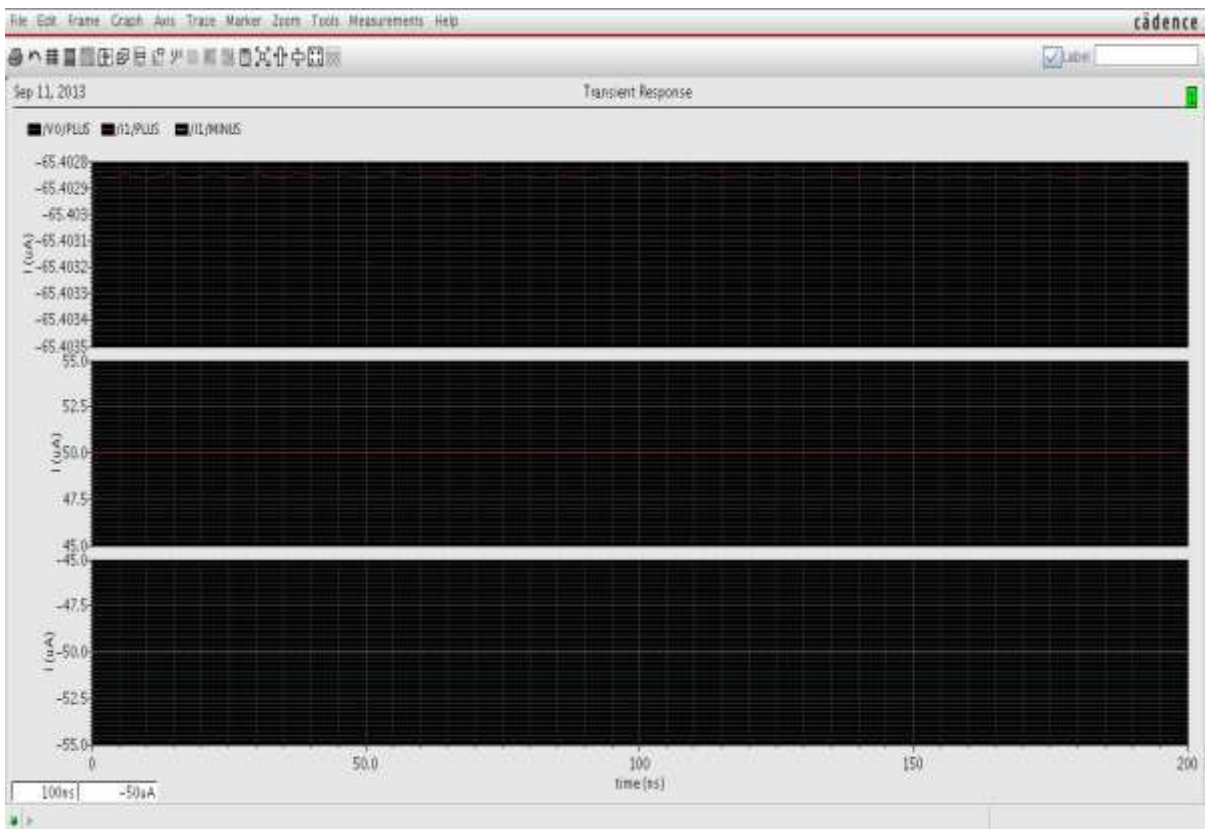 File Edit Frame Graph Axis Trace Marker Zoom Tools Measurements Help
cādence
Label
Sep 11, 2013
Transient Response
1
/V0/PLUS /I1/PLUS /I1/MINUS
-65.4028
-65.4029
-65.403
-65.4031
-65.4032
-65.4033
-65.4034
-65.4035
I (uA)
55.0
52.5
50.0
47.5
45.0
I (uA)
-45.0
-47.5
-50.0
-52.5
-55.0
I (uA)
0 50.0 100 150 200
time (ns)
100ns -50uA
>